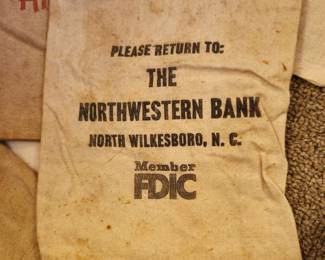 PLEASE RETURN TO:
THE
NORTHWESTERN BANK
NORTH WILKESBORO, N. C.
Member
FDIC